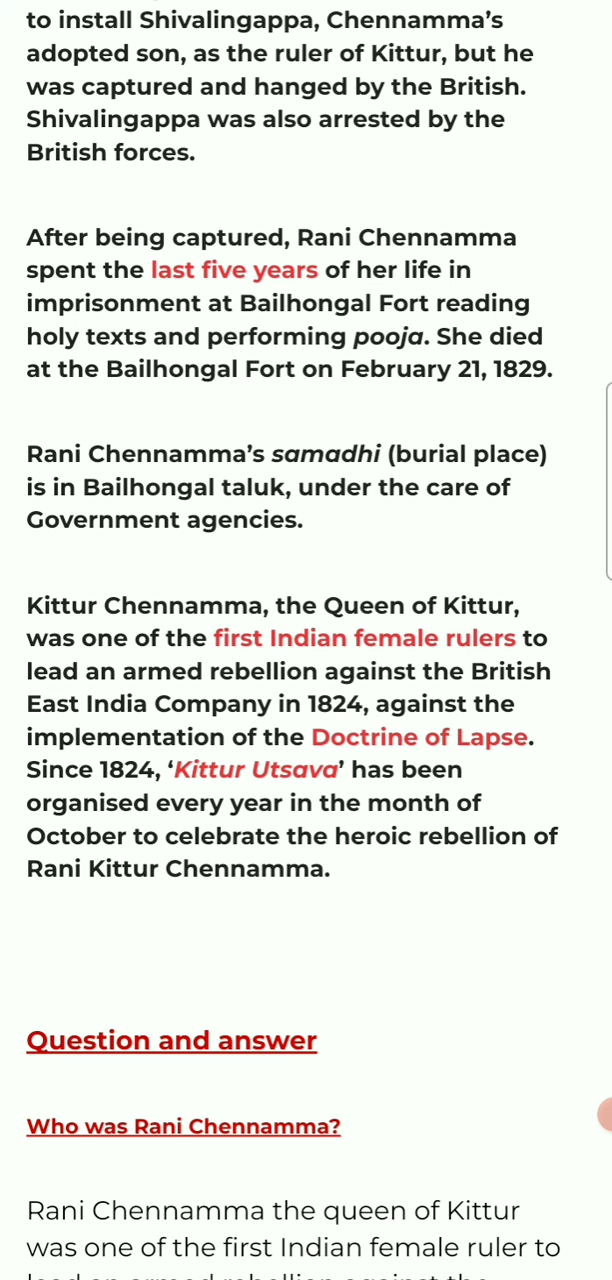 to install Shivalingappa, Chennamma’s
adopted son, as the ruler of Kittur, but he
was captured and hanged by the British.
Shivalingappa was also arrested by the
British forces.
After being captured, Rani Chennamma
spent the last five years of her life in
imprisonment at Bailhongal Fort reading
holy texts and performing pooja. She died
at the Bailhongal Fort on February 21, 1829.
Rani Chennamma’s samadhi (burial place)
is in Bailhongal taluk, under the care of
Government agencies.
Kittur Chennamma, the Queen of Kittur,
was one of the first Indian female rulers to
lead an armed rebellion against the British
East India Company in 1824, against the
implementation of the Doctrine of Lapse.
Since 1824, ‘Kittur Utsava’ has been
organised every year in the month of
October to celebrate the heroic rebellion of
Rani Kittur Chennamma.
Question and answer
Who was Rani Chennamma?
Rani Chennamma the queen of Kittur
was one of the first Indian female ruler to
lead an armed rebellion against the